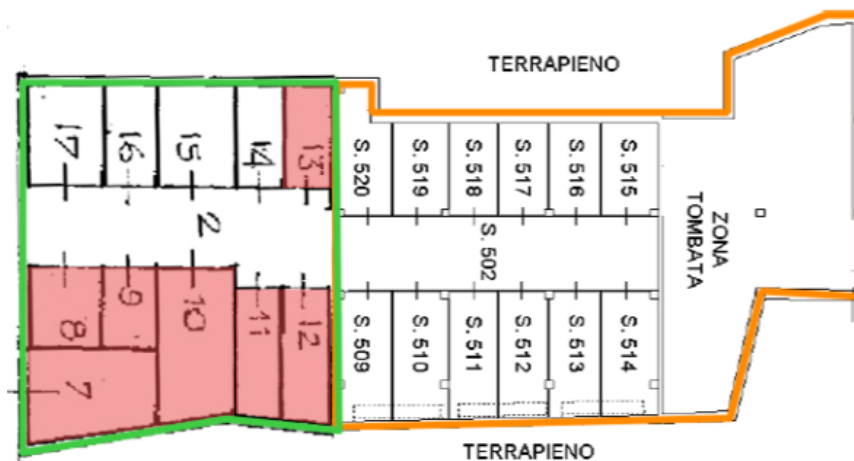 TERRAPIENO
17
16
15
14
13
S. 520
S. 519
S. 518
S. 517
S. 516
S. 515
2
S. 502
ZONA
TOMBATA
8
9
10
11
12
7
S. 509
S. 510
S. 511
S. 512
S. 513
S. 514
TERRAPIENO